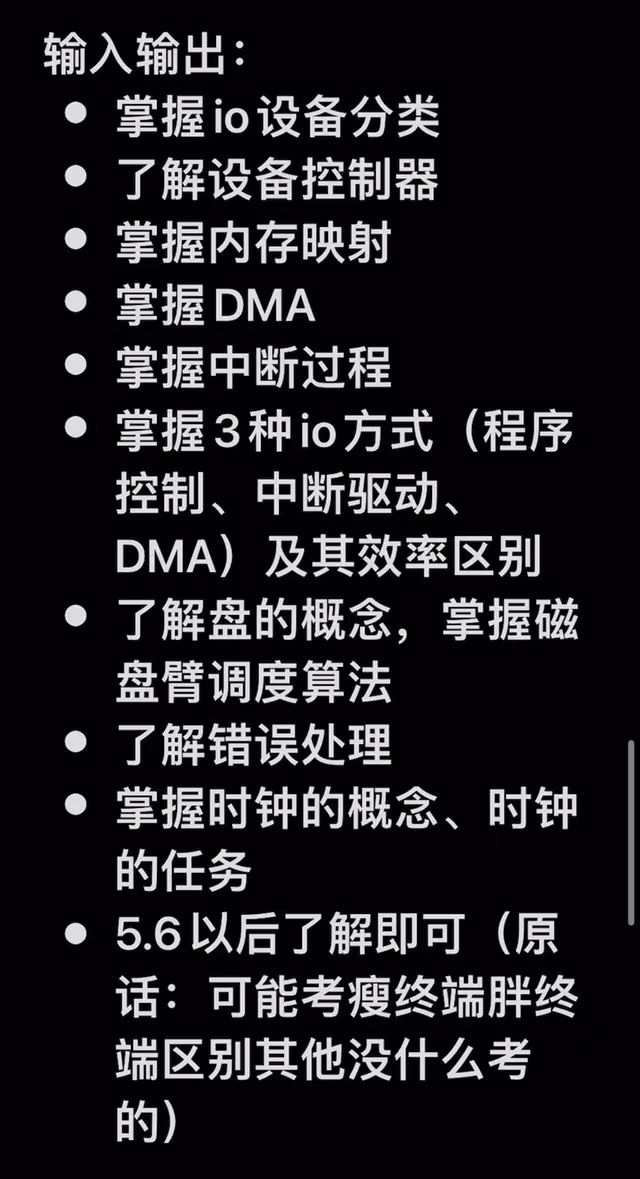 输入输出：
• 掌握io设备分类
• 了解设备控制器
• 掌握内存映射
• 掌握DMA
• 掌握中断过程
• 掌握3种io方式（程序
控制、中断驱动、
DMA）及其效率区别
• 了解盘的概念，掌握磁
盘臂调度算法
• 了解错误处理
• 掌握时钟的概念、时钟
的任务
• 5.6以后了解即可（原
话：可能考瘦终端胖终
端区别其他没什么考
的）